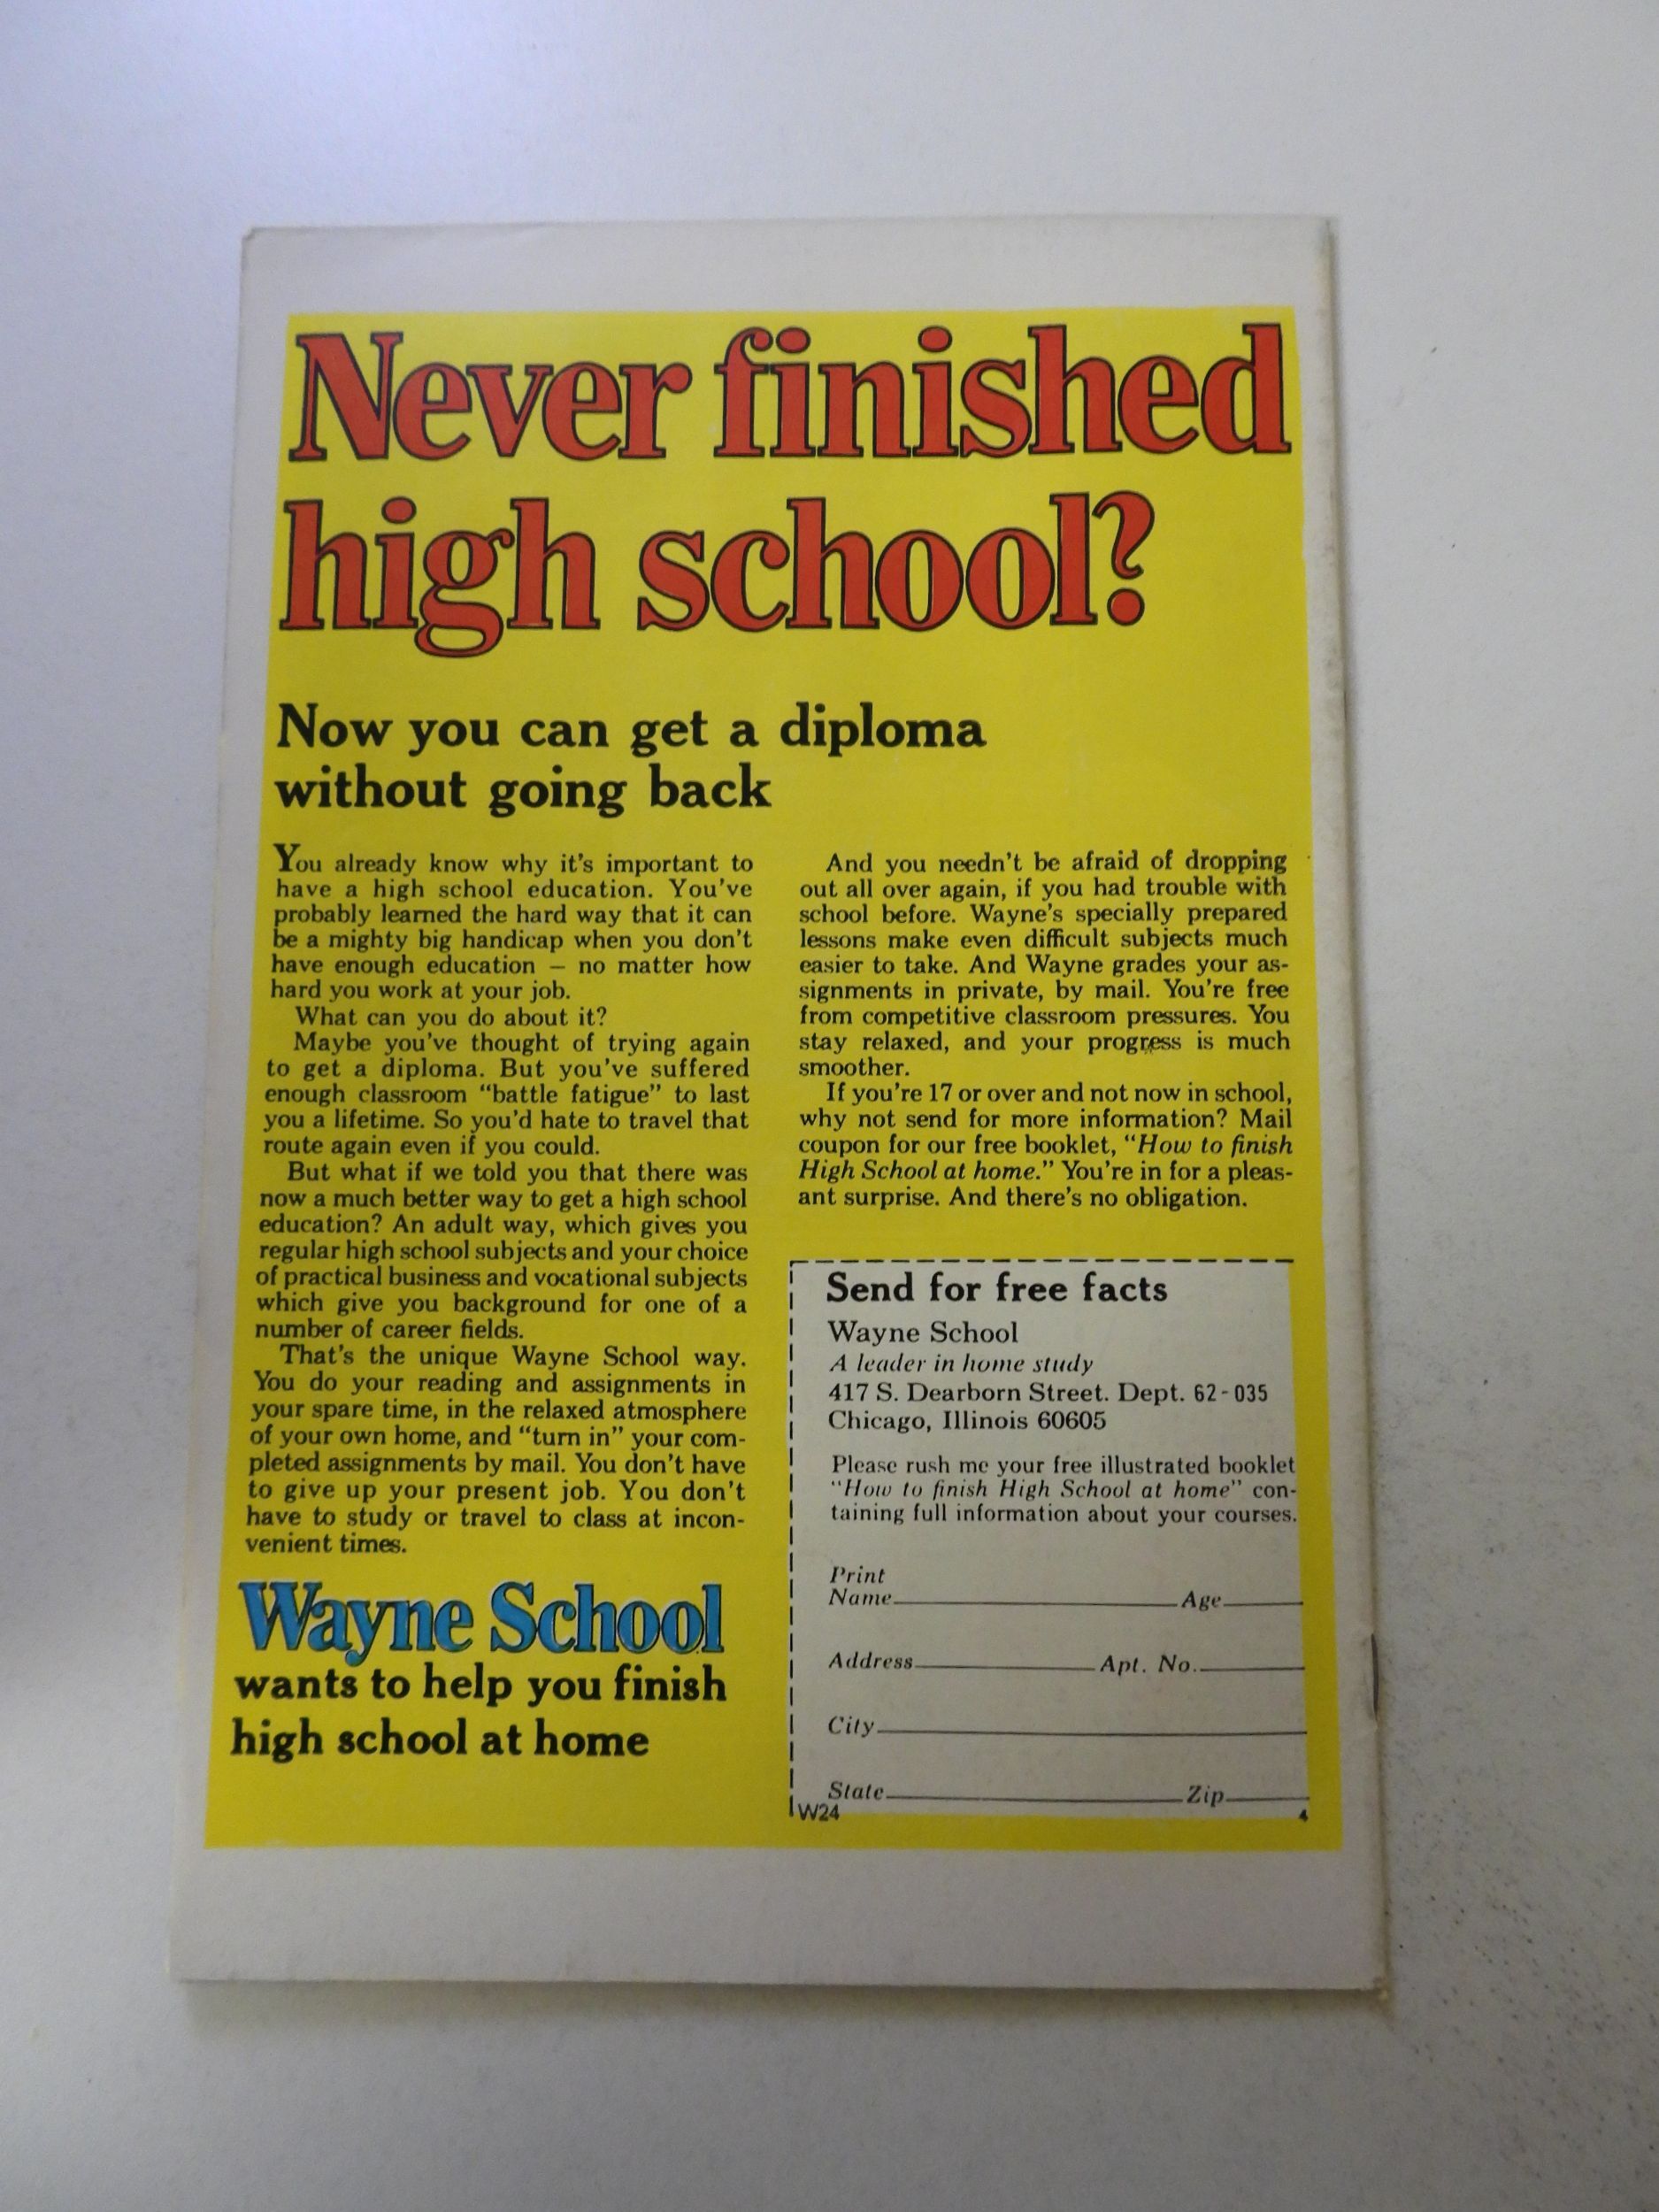 Never finished
high school?
Now you can get a diploma
without going back
You already know why it's important to
have a high school education. You've
probably learned the hard way that it can
be a mighty big handicap when you don't
have enough education — no matter how
hard you work at your job.
What can you do about it?
Maybe you've thought of trying again
to get a diploma. But you've suffered
enough classroom “battle fatigue” to last
you a lifetime. So you'd hate to travel that
route again even if you could.
But what if we told you that there was
now a much better way to get a high school
education? An adult way, which gives you
regular high school subjects and your choice
of practical business and vocational subjects
which give you background for one of a
number of career fields.
That's the unique Wayne School way.
You do your reading and assignments in
your spare time, in the relaxed atmosphere
of your own home, and “turn in” your com-
pleted assignments by mail. You don't have
to give up your present job. You don't
have to study or travel to class at incon-
venient times.
Wayne School
wants to help you finish
high school at home
And you needn't be afraid of dropping
out all over again, if you had trouble with
school before. Wayne's specially prepared
lessons make even difficult subjects much
easier to take. And Wayne grades your as-
signments in private, by mail. You're free
from competitive classroom pressures. You
stay relaxed, and your progress is much
smoother.
If you're 17 or over and not now in school,
why not send for more information? Mail
coupon for our free booklet, “How to finish
High School at home.” You're in for a pleas-
ant surprise. And there's no obligation.
Send for free facts
Wayne School
A leader in home study
417 S. Dearborn Street. Dept. 62-035
Chicago, Illinois 60605
Please rush me your free illustrated booklet
“How to finish High School at home” con-
taining full information about your courses.
Print
Name Age
Address Apt. No.
City
State Zip
W24 4